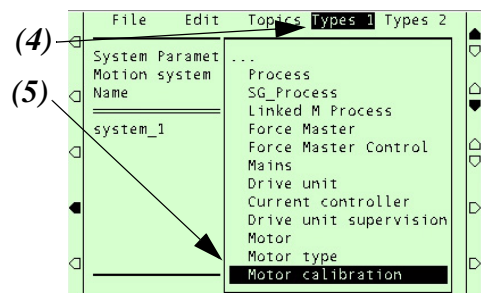 (4)
File Edit Topics Types 1 Types 2
System Paramet
Motion system
Name
(5)
system_1
...
Process
SG_Process
Linked M Process
Force Master
Force Master Control
Mains
Drive unit
Current controller
Drive unit supervision
Motor
Motor type
Motor calibration